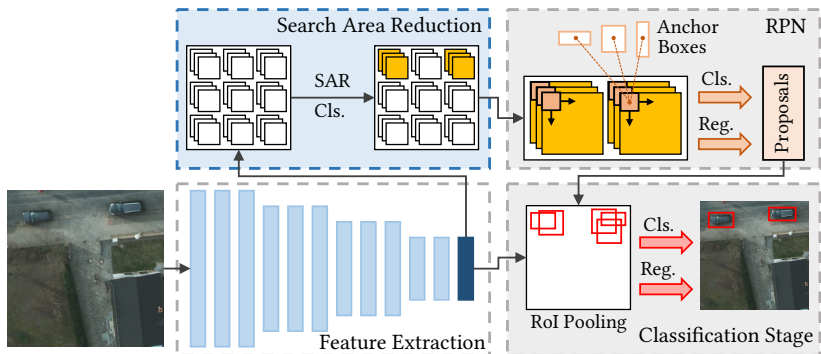 Search Area Reduction
SAR
Cls.
Anchor
Boxes
RPN
Cls.
Reg.
Proposals
Feature Extraction
RoI Pooling
Cls.
Reg.
Classification Stage